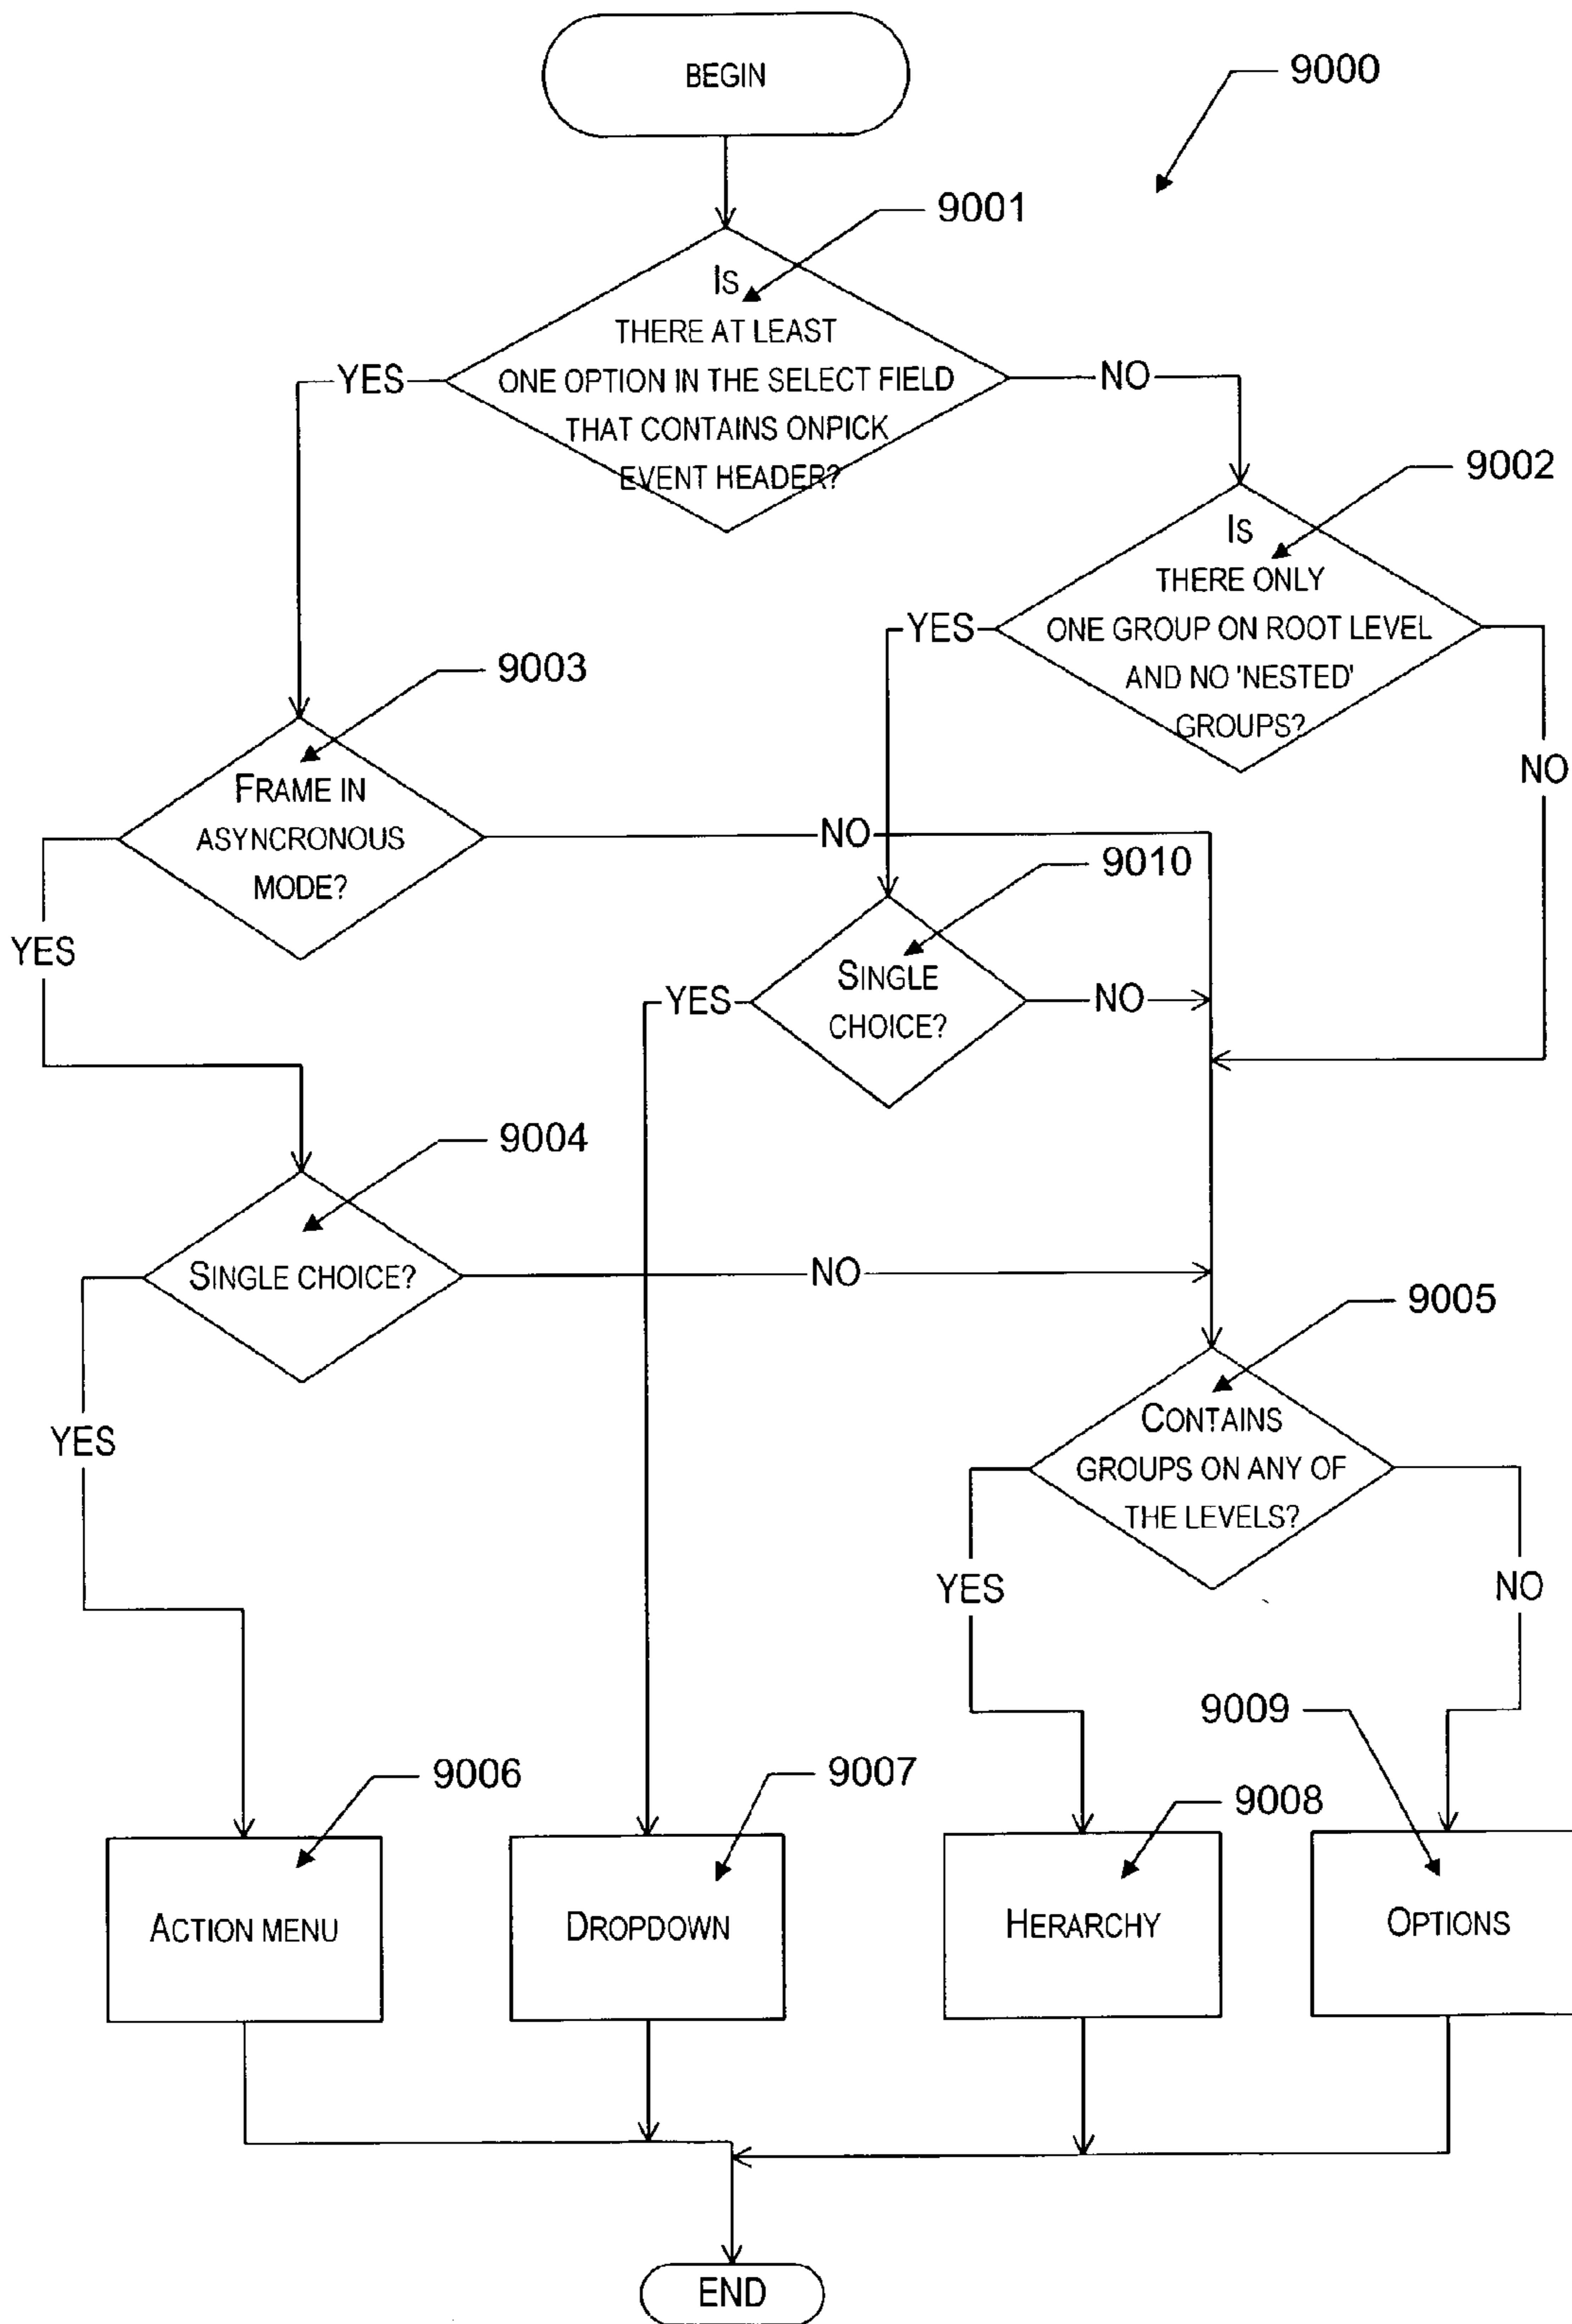 BEGIN
9000
9001
IS
THERE AT LEAST
ONE OPTION IN THE SELECT FIELD
THAT CONTAINS ONPICK
EVENT HEADER?
YES
NO
9002
IS
THERE ONLY
ONE GROUP ON ROOT LEVEL
AND NO 'NESTED'
GROUPS?
YES
NO
9003
FRAME IN
ASYNCRONOUS
MODE?
NO
YES
9010
SINGLE
CHOICE?
YES
NO
9004
SINGLE CHOICE?
NO
YES
9005
CONTAINS
GROUPS ON ANY OF
THE LEVELS?
YES
NO
9006
ACTION MENU
9007
DROPDOWN
9008
HERARCHY
9009
OPTIONS
END